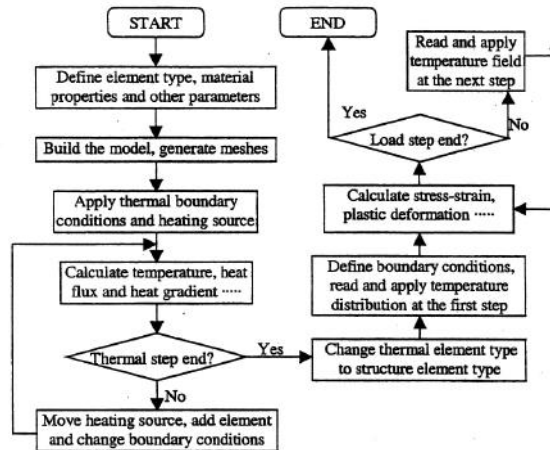 START
Define element type, material
properties and other parameters
Build the model, generate meshes
Apply thermal boundary
conditions and heating source
Calculate temperature, heat
flux and heat gradient ·····
Thermal step end?
Yes
No
Move heating source, add element
and change boundary conditions
Change thermal element type
to structure element type
Define boundary conditions,
read and apply temperature
distribution at the first step
Calculate stress-strain,
plastic deformation ·····
Load step end?
Yes
No
Read and apply
temperature field
at the next step
END